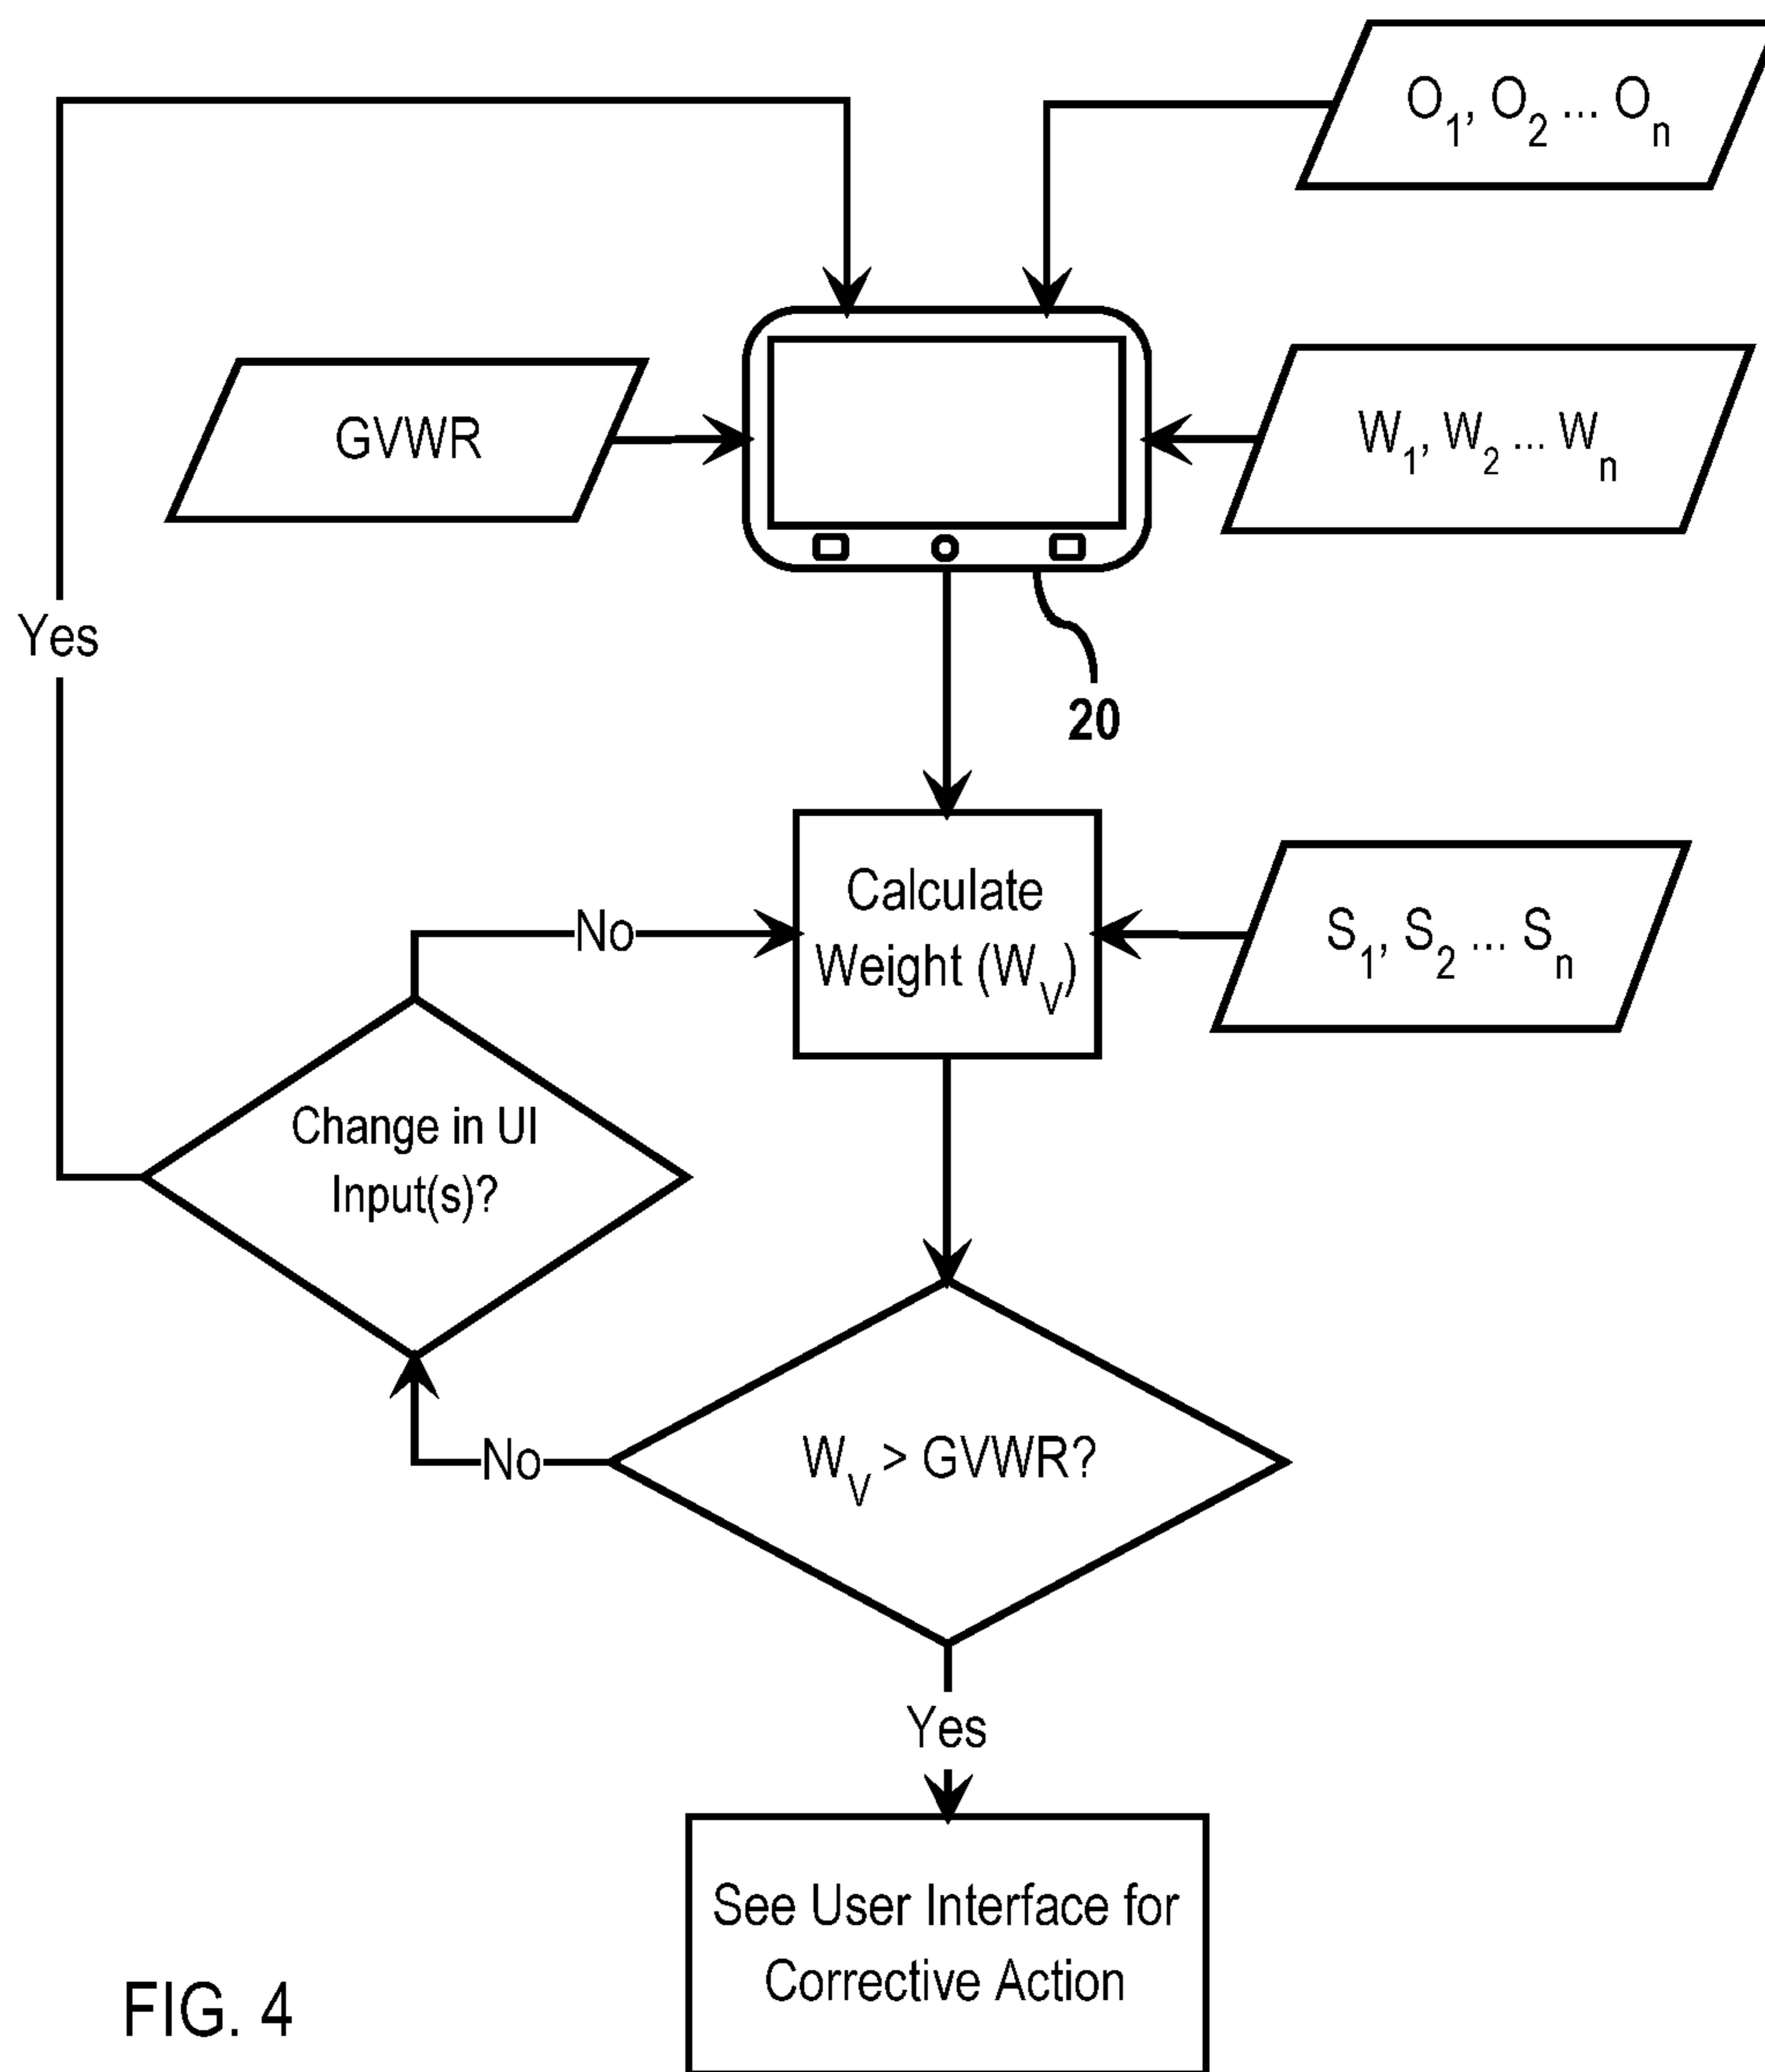 O1, O2 ... On
GVWR
W1, W2 ... Wn
Yes
20
Calculate
Weight (WV)
No
S1, S2 ... Sn
Change in UI
Input(s)?
WV > GVWR?
No
Yes
See User Interface for
Corrective Action
FIG. 4